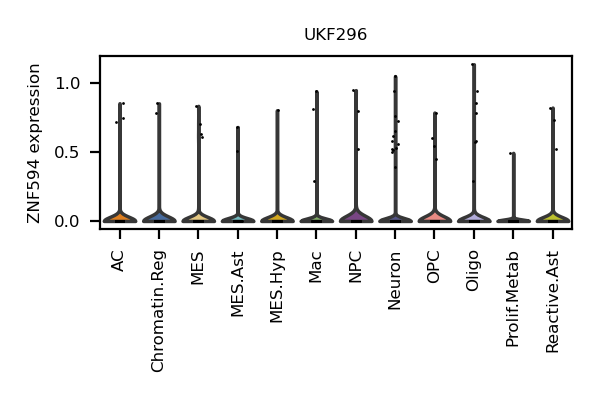 UKF296
ZNF594 expression
1.0
0.5
0.0
AC
Chromatin.Reg
MES
MES.Ast
MES.Hyp
Mac
NPC
Neuron
OPC
Oligo
Prolif.Metab
Reactive.Ast